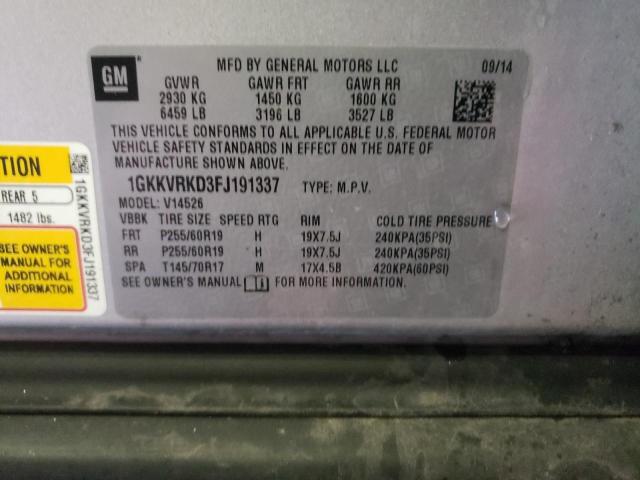 GM
MFD BY GENERAL MOTORS LLC 09/14
GVWR GAWR FRT GAWR RR
2930 KG 1450 KG 1600 KG
6459 LB 3196 LB 3527 LB
THIS VEHICLE CONFORMS TO ALL APPLICABLE U.S. FEDERAL MOTOR
VEHICLE SAFETY STANDARDS IN EFFECT ON THE DATE OF
MANUFACTURE SHOWN ABOVE.
1GKKVRKD3FJ191337 TYPE: M.P.V.
MODEL: V14526
VBBK TIRE SIZE SPEED RTG RIM COLD TIRE PRESSURE
FRT P255/60R19 H 19X7.5J 240KPA(35PSI)
RR P255/60R19 H 19X7.5J 240KPA(35PSI)
SPA T145/70R17 M 17X4.5B 420KPA(60PSI)
SEE OWNER'S MANUAL FOR MORE INFORMATION.
TION
REAR 5
1482 lbs.
SEE OWNER'S
MANUAL FOR
ADDITIONAL
INFORMATION
1GKKVRKD3FJ191337